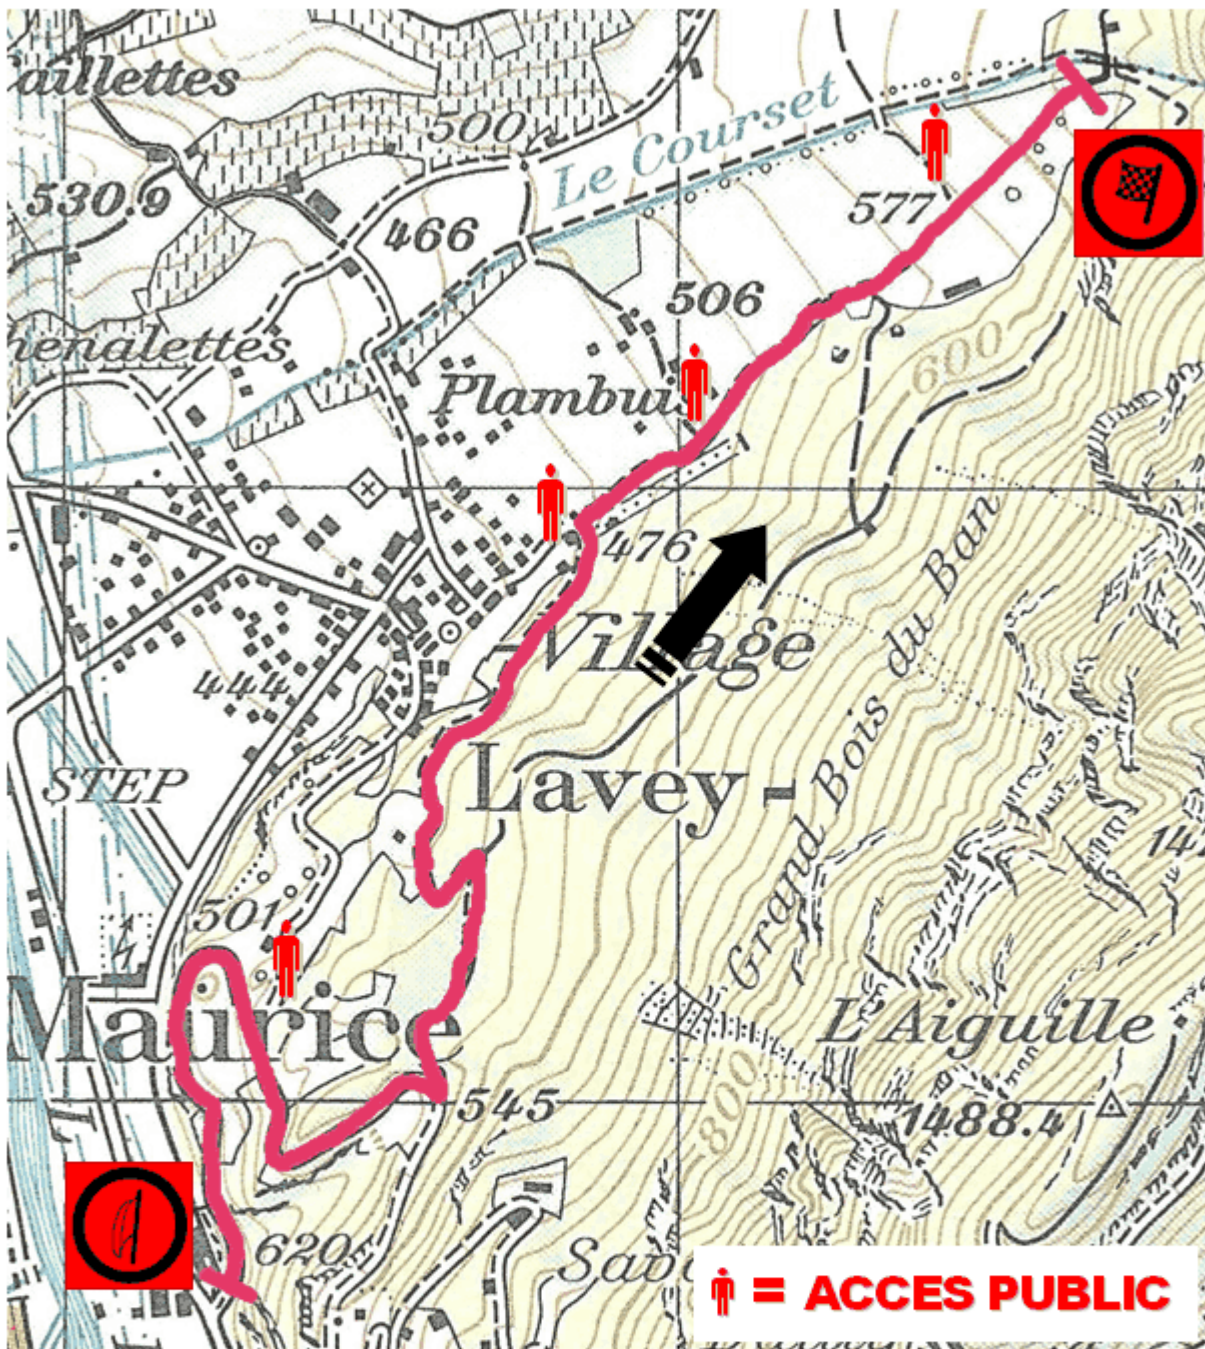 aillettes
500
Le Courset
530.9
466
577
506
henalettes
600
Plambuis
476
Village
Grand Bois du Ban
444
STEP
Lavey-
501
Maurice
L'Aiguille
545
800
1488.4
620
= ACCES PUBLIC